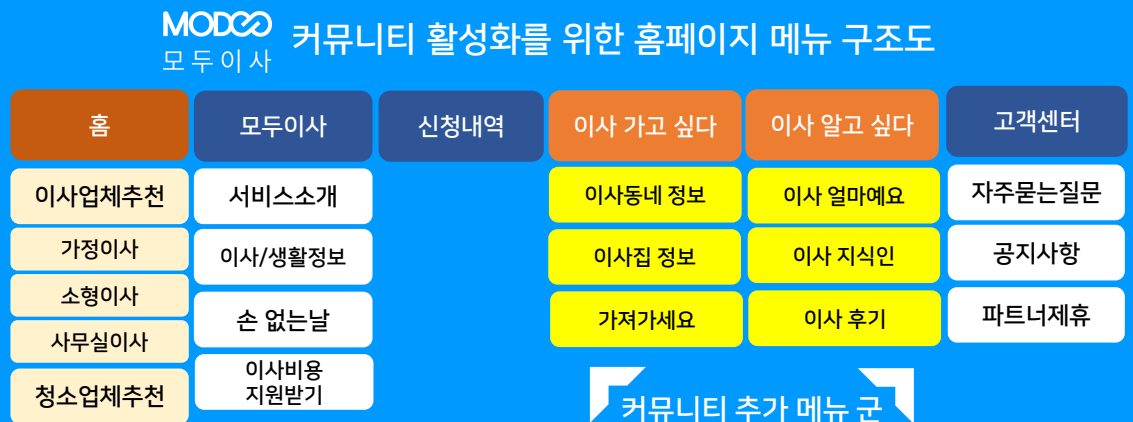 MODOO
모두이사
커뮤니티 활성화를 위한 홈페이지 메뉴 구조도
홈
모두이사
신청내역
이사 가고 싶다
이사 알고 싶다
고객센터
이사업체추천
가정이사
소형이사
사무실이사
청소업체추천
서비스소개
이사/생활정보
손 없는날
이사비용
지원받기
이사동네 정보
이사집 정보
가져가세요
이사 얼마예요
이사 지식인
이사 후기
자주묻는질문
공지사항
파트너제휴
커뮤니티 추가 메뉴 군